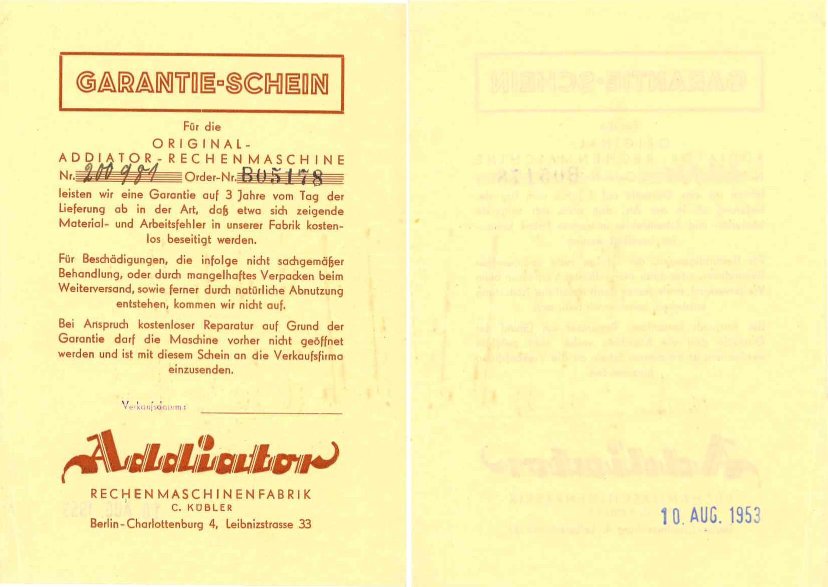 GARANTIE-SCHEIN
Für die
ORIGINAL-
ADDIATOR-RECHENMASCHINE
Nr. 200981 Order-Nr. B05178
leisten wir eine Garantie auf 3 Jahre vom Tag der
Lieferung ab in der Art, daß etwa sich zeigende
Material- und Arbeitsfehler in unserer Fabrik kosten-
los beseitigt werden.
Für Beschädigungen, die infolge nicht sachgemäßer
Behandlung, oder durch mangelhaftes Verpacken beim
Weiterversand, sowie ferner durch natürliche Abnutzung
entstehen, kommen wir nicht auf.
Bei Anspruch kostenloser Reparatur auf Grund der
Garantie darf die Maschine vorher nicht geöffnet
werden und ist mit diesem Schein an die Verkaufsfirma
einzusenden.
Verkaufsdatum:
Addiator
RECHENMASCHINENFABRIK
C. KÜBLER
Berlin-Charlottenburg 4, Leibnizstrasse 33
10. AUG. 1953